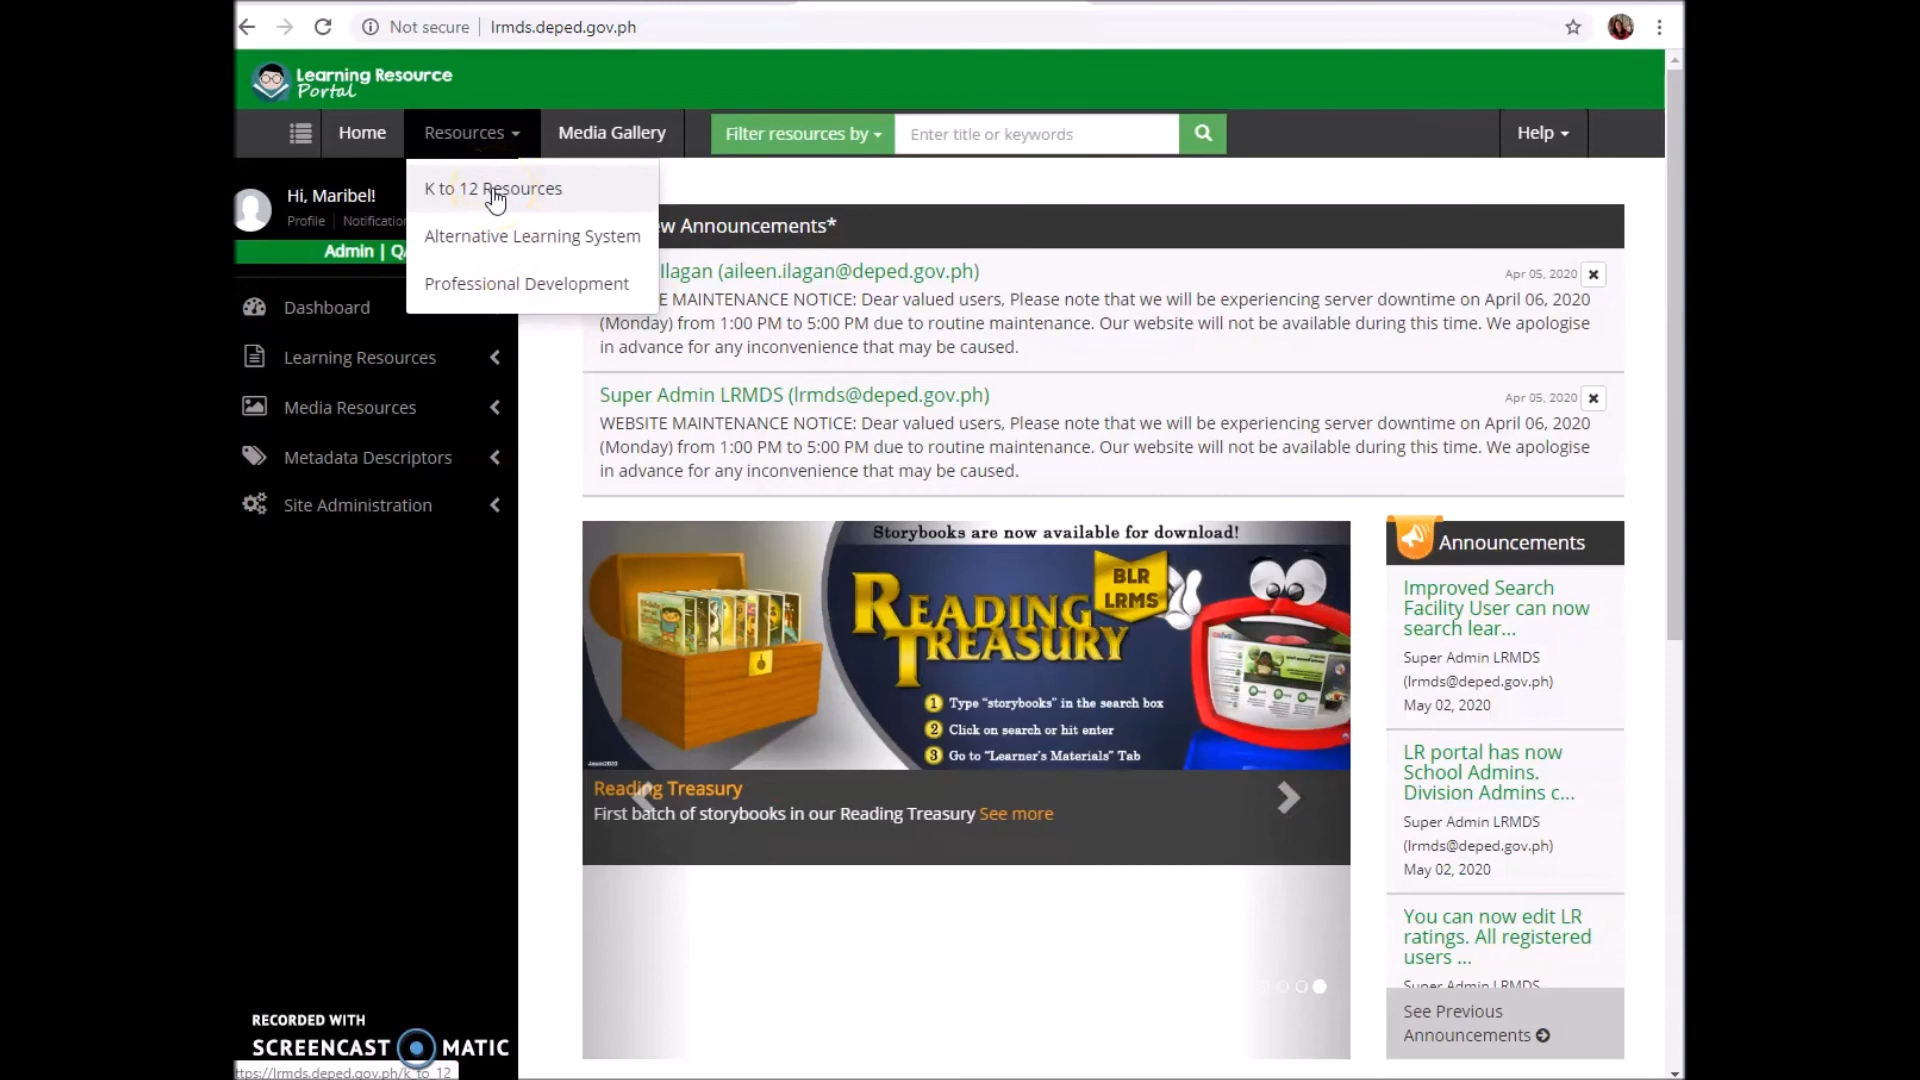 Not secure | lrmds.deped.gov.ph
Learning Resource
Portal
Home
Resources
Media Gallery
Filter resources by
Enter title or keywords
Help
K to 12 Resources
Alternative Learning System
Professional Development
Hi, Maribel!
Profile | Notification
Admin | QA
Dashboard
Learning Resources
Media Resources
Metadata Descriptors
Site Administration
Announcements*
Ilagan (aileen.ilagan@deped.gov.ph)
Apr 05, 2020
MAINTENANCE NOTICE: Dear valued users, Please note that we will be experiencing server downtime on April 06, 2020
(Monday) from 1:00 PM to 5:00 PM due to routine maintenance. Our website will not be available during this time. We apologise
in advance for any inconvenience that may be caused.
Super Admin LRMDS (lrmds@deped.gov.ph)
Apr 05, 2020
WEBSITE MAINTENANCE NOTICE: Dear valued users, Please note that we will be experiencing server downtime on April 06, 2020
(Monday) from 1:00 PM to 5:00 PM due to routine maintenance. Our website will not be available during this time. We apologise
in advance for any inconvenience that may be caused.
Storybooks are now available for download!
BLR
LRMS
READING
TREASURY
1 Type "storybooks" in the search box
2 Click on search or hit enter
3 Go to "Learner's Materials" Tab
Reading Treasury
First batch of storybooks in our Reading Treasury See more
Announcements
Improved Search
Facility User can now
search lear...
Super Admin LRMDS
(lrmds@deped.gov.ph)
May 02, 2020
LR portal has now
School Admins.
Division Admins c...
Super Admin LRMDS
(lrmds@deped.gov.ph)
May 02, 2020
You can now edit LR
ratings. All registered
users ...
Super Admin LRMDS
See Previous
Announcements
RECORDED WITH
SCREENCAST MATIC
ttps://lrmds.deped.gov.ph/k_to_12